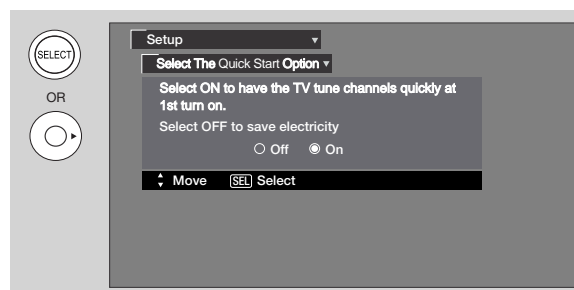 SELECT
OR
Setup
Select The Quick Start Option
Select ON to have the TV tune channels quickly at
1st turn on.
Select OFF to save electricity
Off On
Move SEL Select